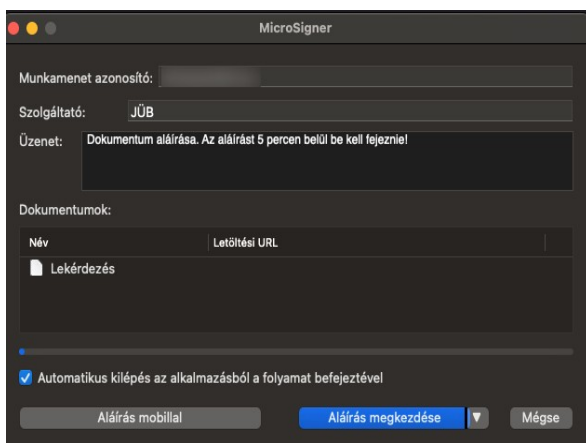 MicroSigner
Munkamenet azonosító:
Szolgáltató: JÜB
Üzenet: Dokumentum aláírása. Az aláírást 5 percen belül be kell fejeznie!
Dokumentumok:
Név Letöltési URL
Lekérdezés
Automatikus kilépés az alkalmazásból a folyamat befejeztével
Aláírás mobillal Aláírás megkezdése Mégse